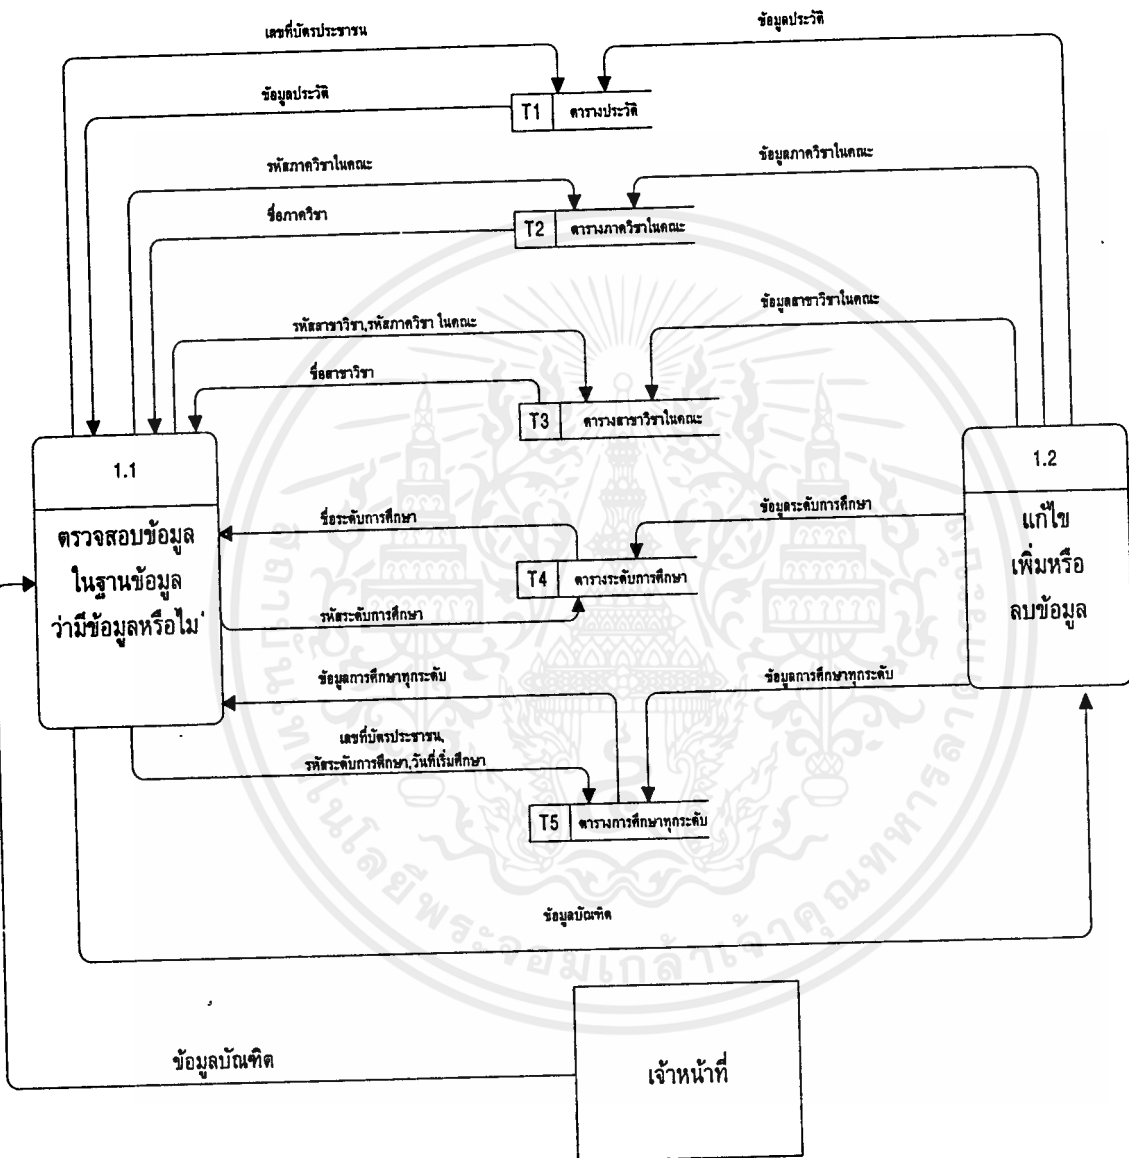 เลขที่บัตรประชาชน
ข้อมูลประวัติ
ข้อมูลประวัติ
T1 ตารางประวัติ
รหัสภาควิชาในคณะ
ข้อมูลภาควิชาในคณะ
ชื่อภาควิชา
T2 ตารางภาควิชาในคณะ
ข้อมูลสาขาวิชาในคณะ
รหัสสาขาวิชา,รหัสภาควิชา ในคณะ
ชื่อสาขาวิชา
T3 ตารางสาขาวิชาในคณะ
1.1
ตรวจสอบข้อมูล
ในฐานข้อมูล
ว่ามีข้อมูลหรือไม่
1.2
แก้ไข
เพิ่มหรือ
ลบข้อมูล
ชื่อระดับการศึกษา
ข้อมูลระดับการศึกษา
T4 ตารางระดับการศึกษา
รหัสระดับการศึกษา
ข้อมูลการศึกษาทุกระดับ
ข้อมูลการศึกษาทุกระดับ
เลขที่บัตรประชาชน,
รหัสระดับการศึกษา,วันที่เริ่มศึกษา
T5 ตารางการศึกษาทุกระดับ
ข้อมูลบัณฑิต
ข้อมูลบัณฑิต
เจ้าหน้าที่